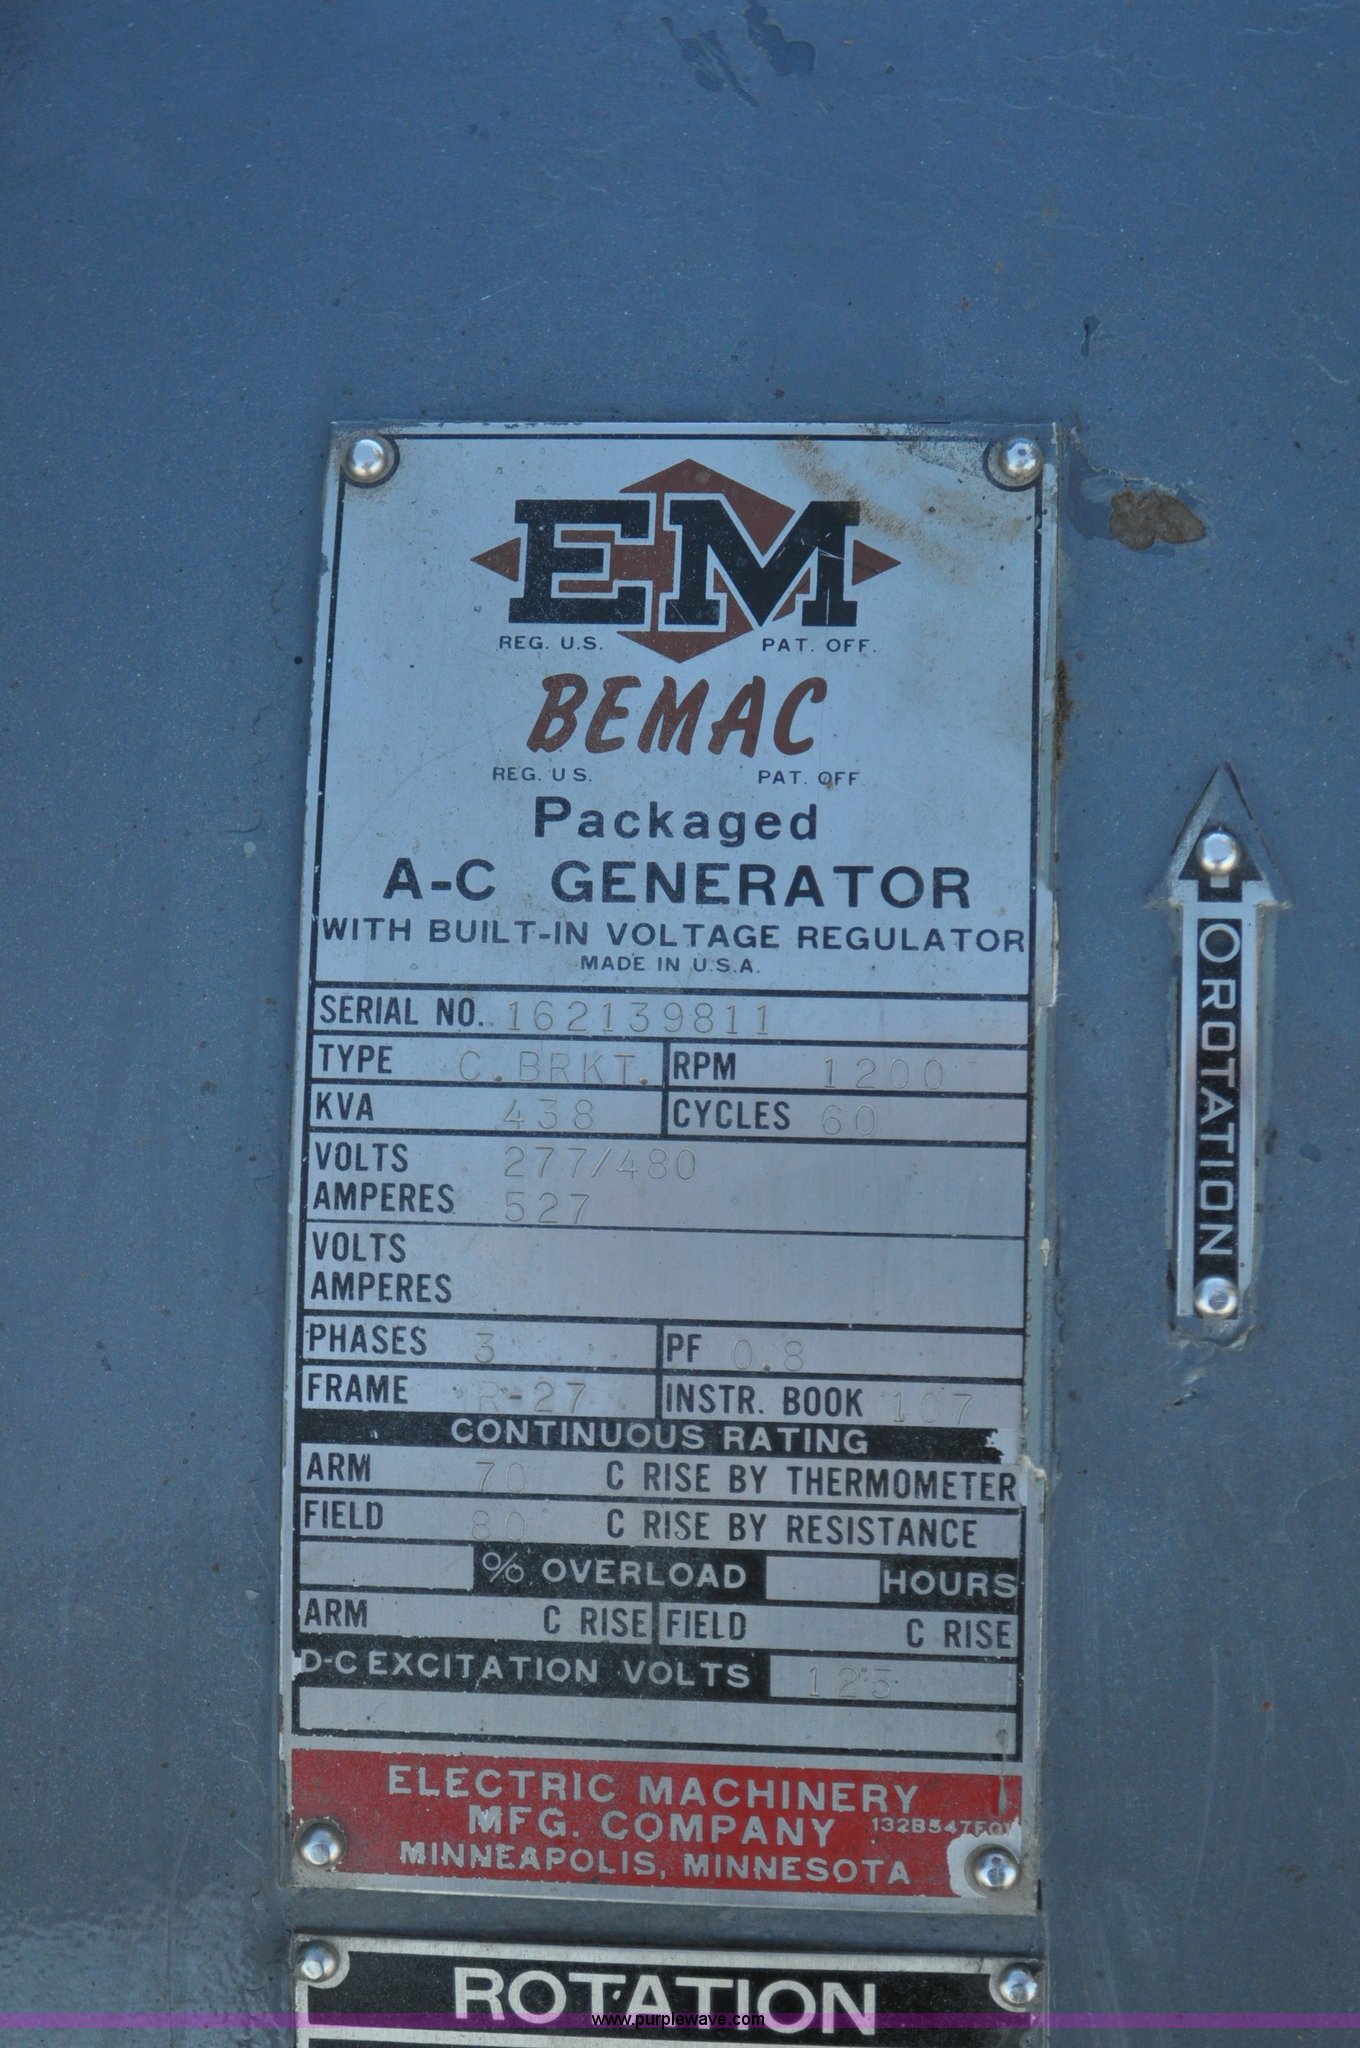 EM
REG. U.S. PAT. OFF.
BEMAC
REG. U.S. PAT. OFF.
Packaged
A-C GENERATOR
WITH BUILT-IN VOLTAGE REGULATOR
MADE IN U.S.A.
SERIAL NO. 162139811
TYPE C.BRKT. RPM 1200
KVA 438 CYCLES 60
VOLTS 277/480
AMPERES 527
VOLTS
AMPERES
PHASES 3 PF 0.8
FRAME R-27 INSTR. BOOK 107
CONTINUOUS RATING
ARM 70 C RISE BY THERMOMETER
FIELD 80 C RISE BY RESISTANCE
% OVERLOAD HOURS
ARM C RISE FIELD C RISE
D-C EXCITATION VOLTS 125
ELECTRIC MACHINERY
MFG. COMPANY
MINNEAPOLIS, MINNESOTA
ROTATION
ROTATION
www.purplewave.com